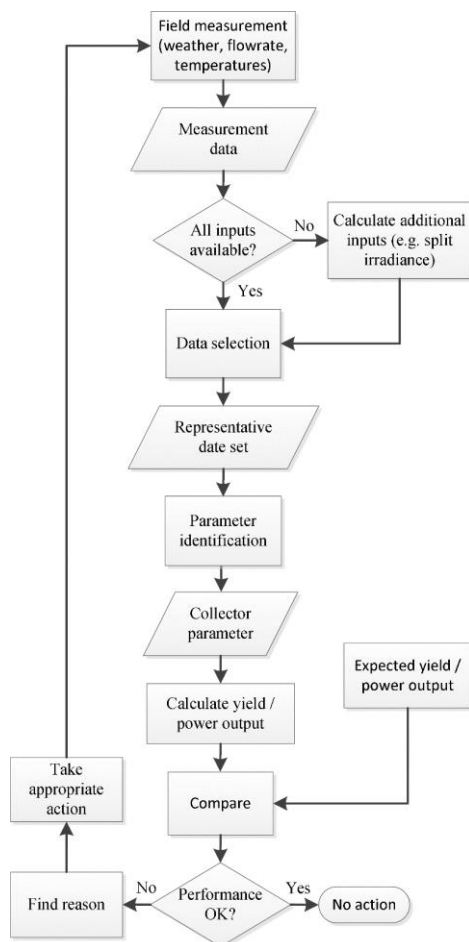 Field measurement
(weather, flowrate,
temperatures)
Measurement
data
All inputs
available?
No
Calculate additional
inputs (e.g. split
irradiance)
Yes
Data selection
Representative
date set
Parameter
identification
Collector
parameter
Expected yield /
power output
Calculate yield /
power output
Take
appropriate
action
Compare
Find reason
No
Performance
OK?
Yes
No action